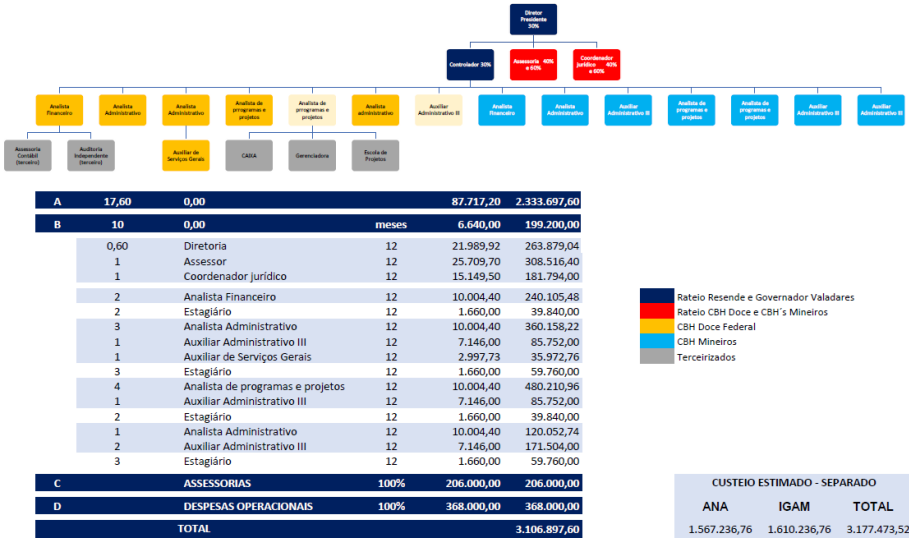 Diretor
Presidente
30%
Controlador 30%
Assessoria 40%
e 60%
Coordenador
jurídico 40%
e 60%
Analista
Financeiro
Analista
Administrativo
Analista
Administrativo
Analista de
programas e
projetos
Analista de
programas e
projetos
Analista
administrativo
Auxiliar
Administrativo III
Analista
Financeiro
Analista
Administrativo
Auxiliar
Administrativo III
Analista de
programas e
projetos
Analista de
programas e
projetos
Auxiliar
Administrativo III
Auxiliar
Administrativo III
Assessoria
Contábil
(terceiro)
Auditoria
Independente
(terceiro)
Auxiliar de
Serviços Gerais
CAIXA
Gerenciadora
Escola de
Projetos
A 17,60 0,00 87.717,20 2.333.697,60
B 10 0,00 meses 6.640,00 199.200,00
0,60 Diretoria 12 21.989,92 263.879,04
1 Assessor 12 25.709,70 308.516,40
1 Coordenador jurídico 12 15.149,50 181.794,00
2 Analista Financeiro 12 10.004,40 240.105,48
2 Estagiário 12 1.660,00 39.840,00
3 Analista Administrativo 12 10.004,40 360.158,22
1 Auxiliar Administrativo III 12 7.146,00 85.752,00
1 Auxiliar de Serviços Gerais 12 2.997,73 35.972,76
3 Estagiário 12 1.660,00 59.760,00
4 Analista de programas e projetos 12 10.004,40 480.210,96
1 Auxiliar Administrativo III 12 7.146,00 85.752,00
2 Estagiário 12 1.660,00 39.840,00
1 Analista Administrativo 12 10.004,40 120.052,74
2 Auxiliar Administrativo III 12 7.146,00 171.504,00
3 Estagiário 12 1.660,00 59.760,00
C ASSESSORIAS 100% 206.000,00 206.000,00
D DESPESAS OPERACIONAIS 100% 368.000,00 368.000,00
TOTAL 3.106.897,60
Rateio Resende e Governador Valadares
Rateio CBH Doce e CBH´s Mineiros
CBH Doce Federal
CBH Mineiros
Terceirizados
CUSTEIO ESTIMADO - SEPARADO
ANA IGAM TOTAL
1.567.236,76 1.610.236,76 3.177.473,52